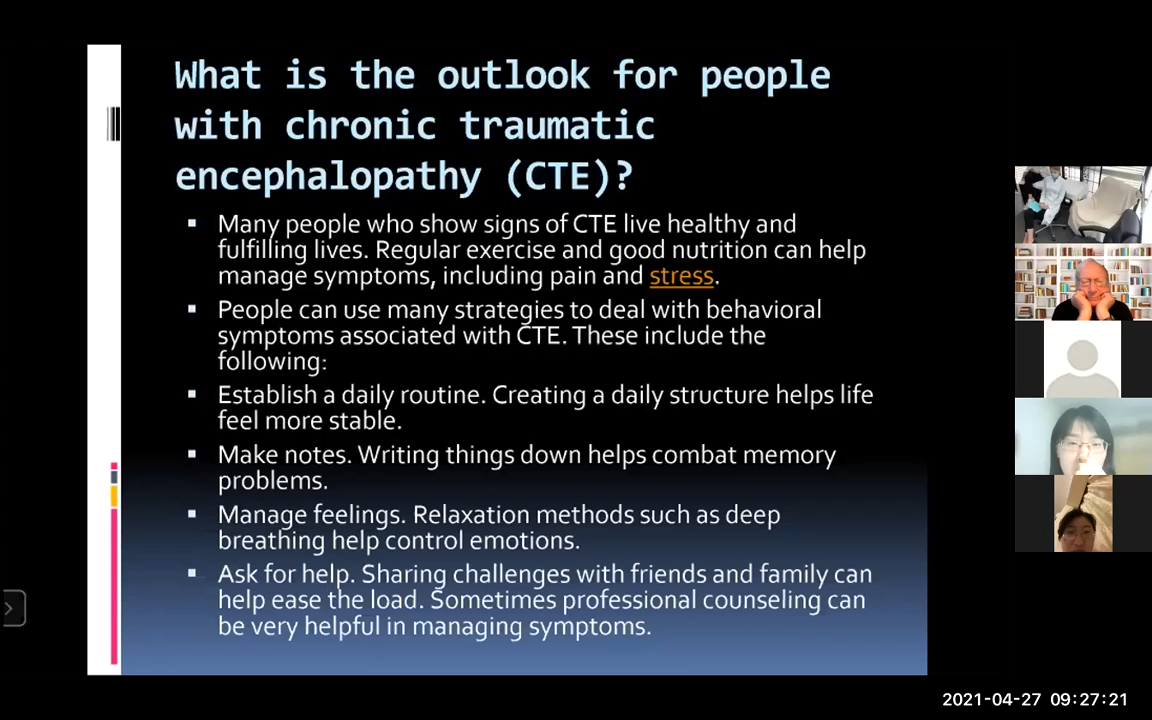 What is the outlook for people
with chronic traumatic
encephalopathy (CTE)?
▪ Many people who show signs of CTE live healthy and
fulfilling lives. Regular exercise and good nutrition can help
manage symptoms, including pain and stress.
▪ People can use many strategies to deal with behavioral
symptoms associated with CTE. These include the
following:
▪ Establish a daily routine. Creating a daily structure helps life
feel more stable.
▪ Make notes. Writing things down helps combat memory
problems.
▪ Manage feelings. Relaxation methods such as deep
breathing help control emotions.
▪ Ask for help. Sharing challenges with friends and family can
help ease the load. Sometimes professional counseling can
be very helpful in managing symptoms.
2021-04-27 09:27:21